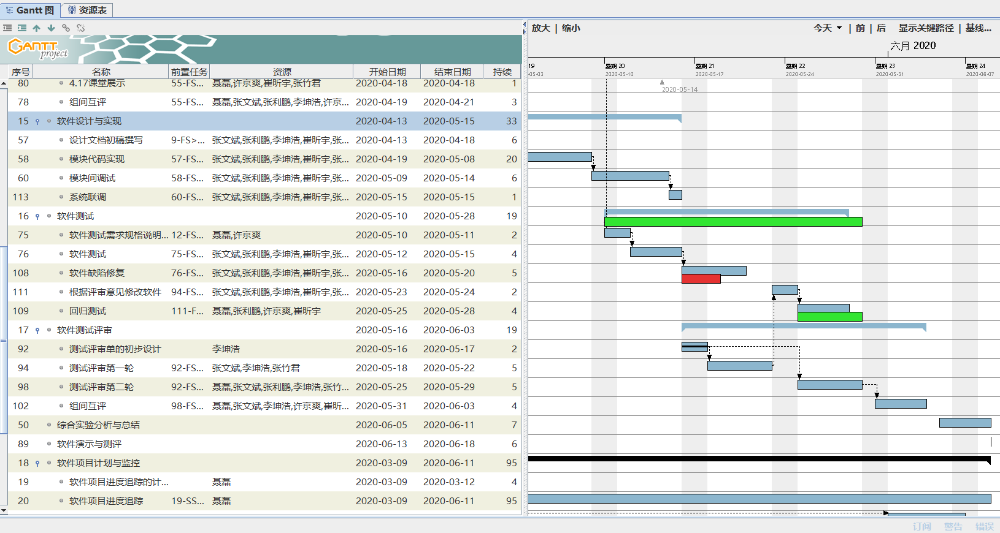 Gantt 图 资源表
放大 | 缩小 今天 | 前 | 后 显示关键路径 | 基线...
GANTT project
六月 2020
序号 名称 前置任务 资源 开始日期 结束日期 持续
19 星期 20 星期 21 星期 22 星期 23 星期 24
05-03 2020-05-10 2020-05-17 2020-05-24 2020-05-31 2020-06-07
2020-05-14
80 4.17课堂展示 55-FS... 聂磊,许京爽,崔昕宇,张竹君 2020-04-18 2020-04-18 1
78 组间互评 55-FS... 聂磊,张文斌,张利鹏,李坤浩,许京... 2020-04-19 2020-04-21 3
15 软件设计与实现 2020-04-13 2020-05-15 33
57 设计文档初稿撰写 9-FS>... 张文斌,张利鹏,李坤浩,崔昕宇,张... 2020-04-13 2020-04-18 6
58 模块代码实现 57-FS... 张文斌,张利鹏,李坤浩,崔昕宇,张... 2020-04-19 2020-05-08 20
60 模块间调试 58-FS... 张文斌,张利鹏,李坤浩,崔昕宇,张... 2020-05-09 2020-05-14 6
113 系统联调 60-FS... 张文斌,张利鹏,李坤浩,崔昕宇,张... 2020-05-15 2020-05-15 1
16 软件测试 2020-05-10 2020-05-28 19
75 软件测试需求规格说明... 12-FS... 聂磊,许京爽 2020-05-10 2020-05-11 2
76 软件测试 75-FS... 张文斌,张利鹏,李坤浩,崔昕宇,张... 2020-05-12 2020-05-15 4
108 软件缺陷修复 76-FS... 张文斌,张利鹏,李坤浩,崔昕宇,张... 2020-05-16 2020-05-20 5
111 根据评审意见修改软件 94-FS... 张文斌,张利鹏,李坤浩,崔昕宇,张... 2020-05-23 2020-05-24 2
109 回归测试 111-F... 聂磊,张利鹏,许京爽,崔昕宇 2020-05-25 2020-05-28 4
17 软件测试评审 2020-05-16 2020-06-03 19
92 测试评审单的初步设计 李坤浩 2020-05-16 2020-05-17 2
94 测试评审第一轮 92-FS... 张文斌,李坤浩,张竹君 2020-05-18 2020-05-22 5
98 测试评审第二轮 92-FS... 聂磊,张文斌,张利鹏,李坤浩,张竹... 2020-05-25 2020-05-29 5
102 组间互评 98-FS... 聂磊,张文斌,李坤浩,许京爽,崔昕... 2020-05-31 2020-06-03 4
50 综合实验分析与总结 2020-06-05 2020-06-11 7
89 软件演示与测评 2020-06-13 2020-06-18 6
18 软件项目计划与监控 2020-03-09 2020-06-11 95
19 软件项目进度追踪的计... 聂磊 2020-03-09 2020-03-12 4
20 软件项目进度追踪 19-SS... 聂磊 2020-03-09 2020-06-11 95
订阅 警告 错误